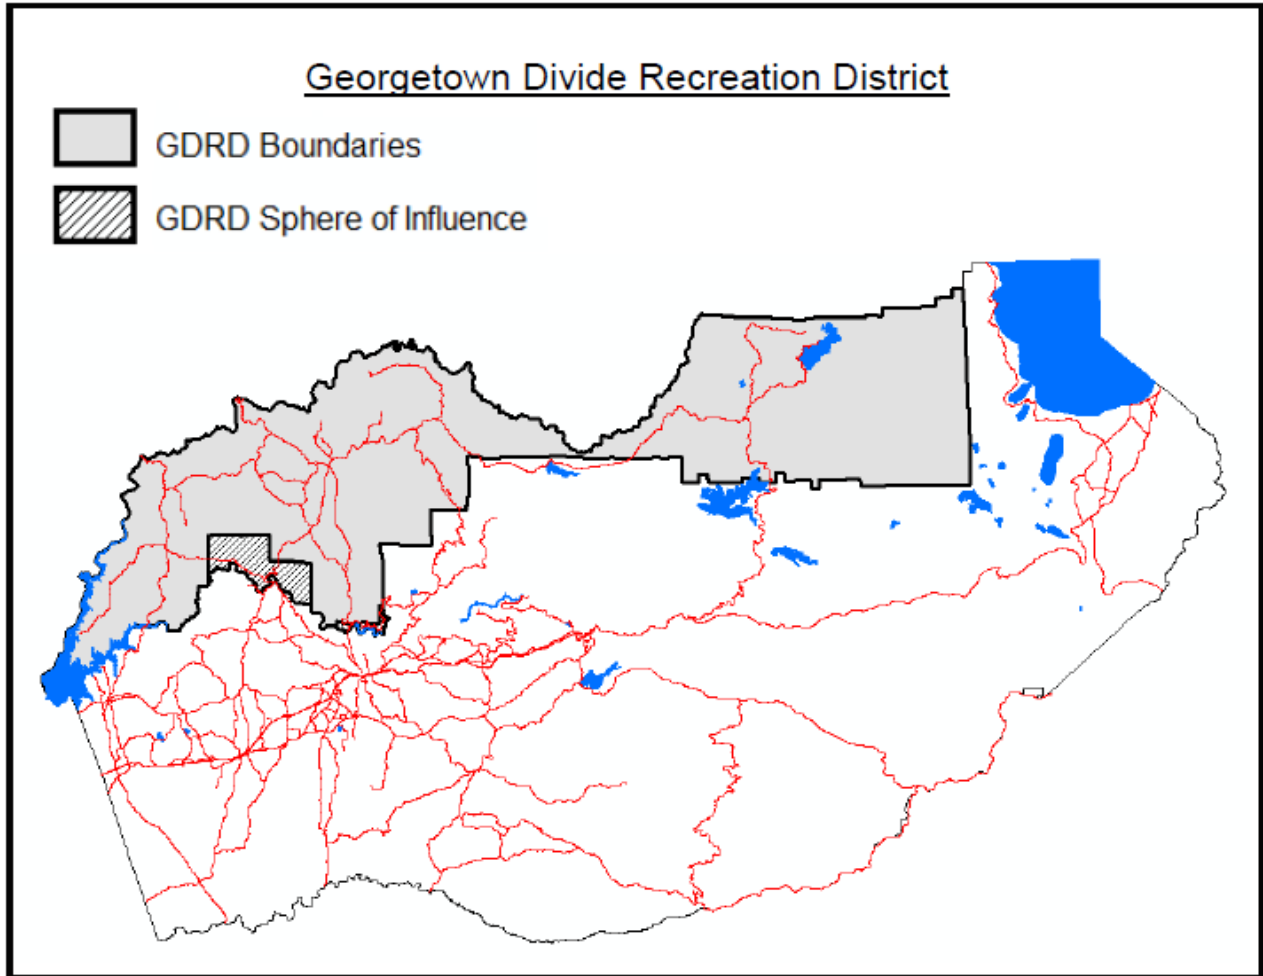 Georgetown Divide Recreation District
GDRD Boundaries
GDRD Sphere of Influence